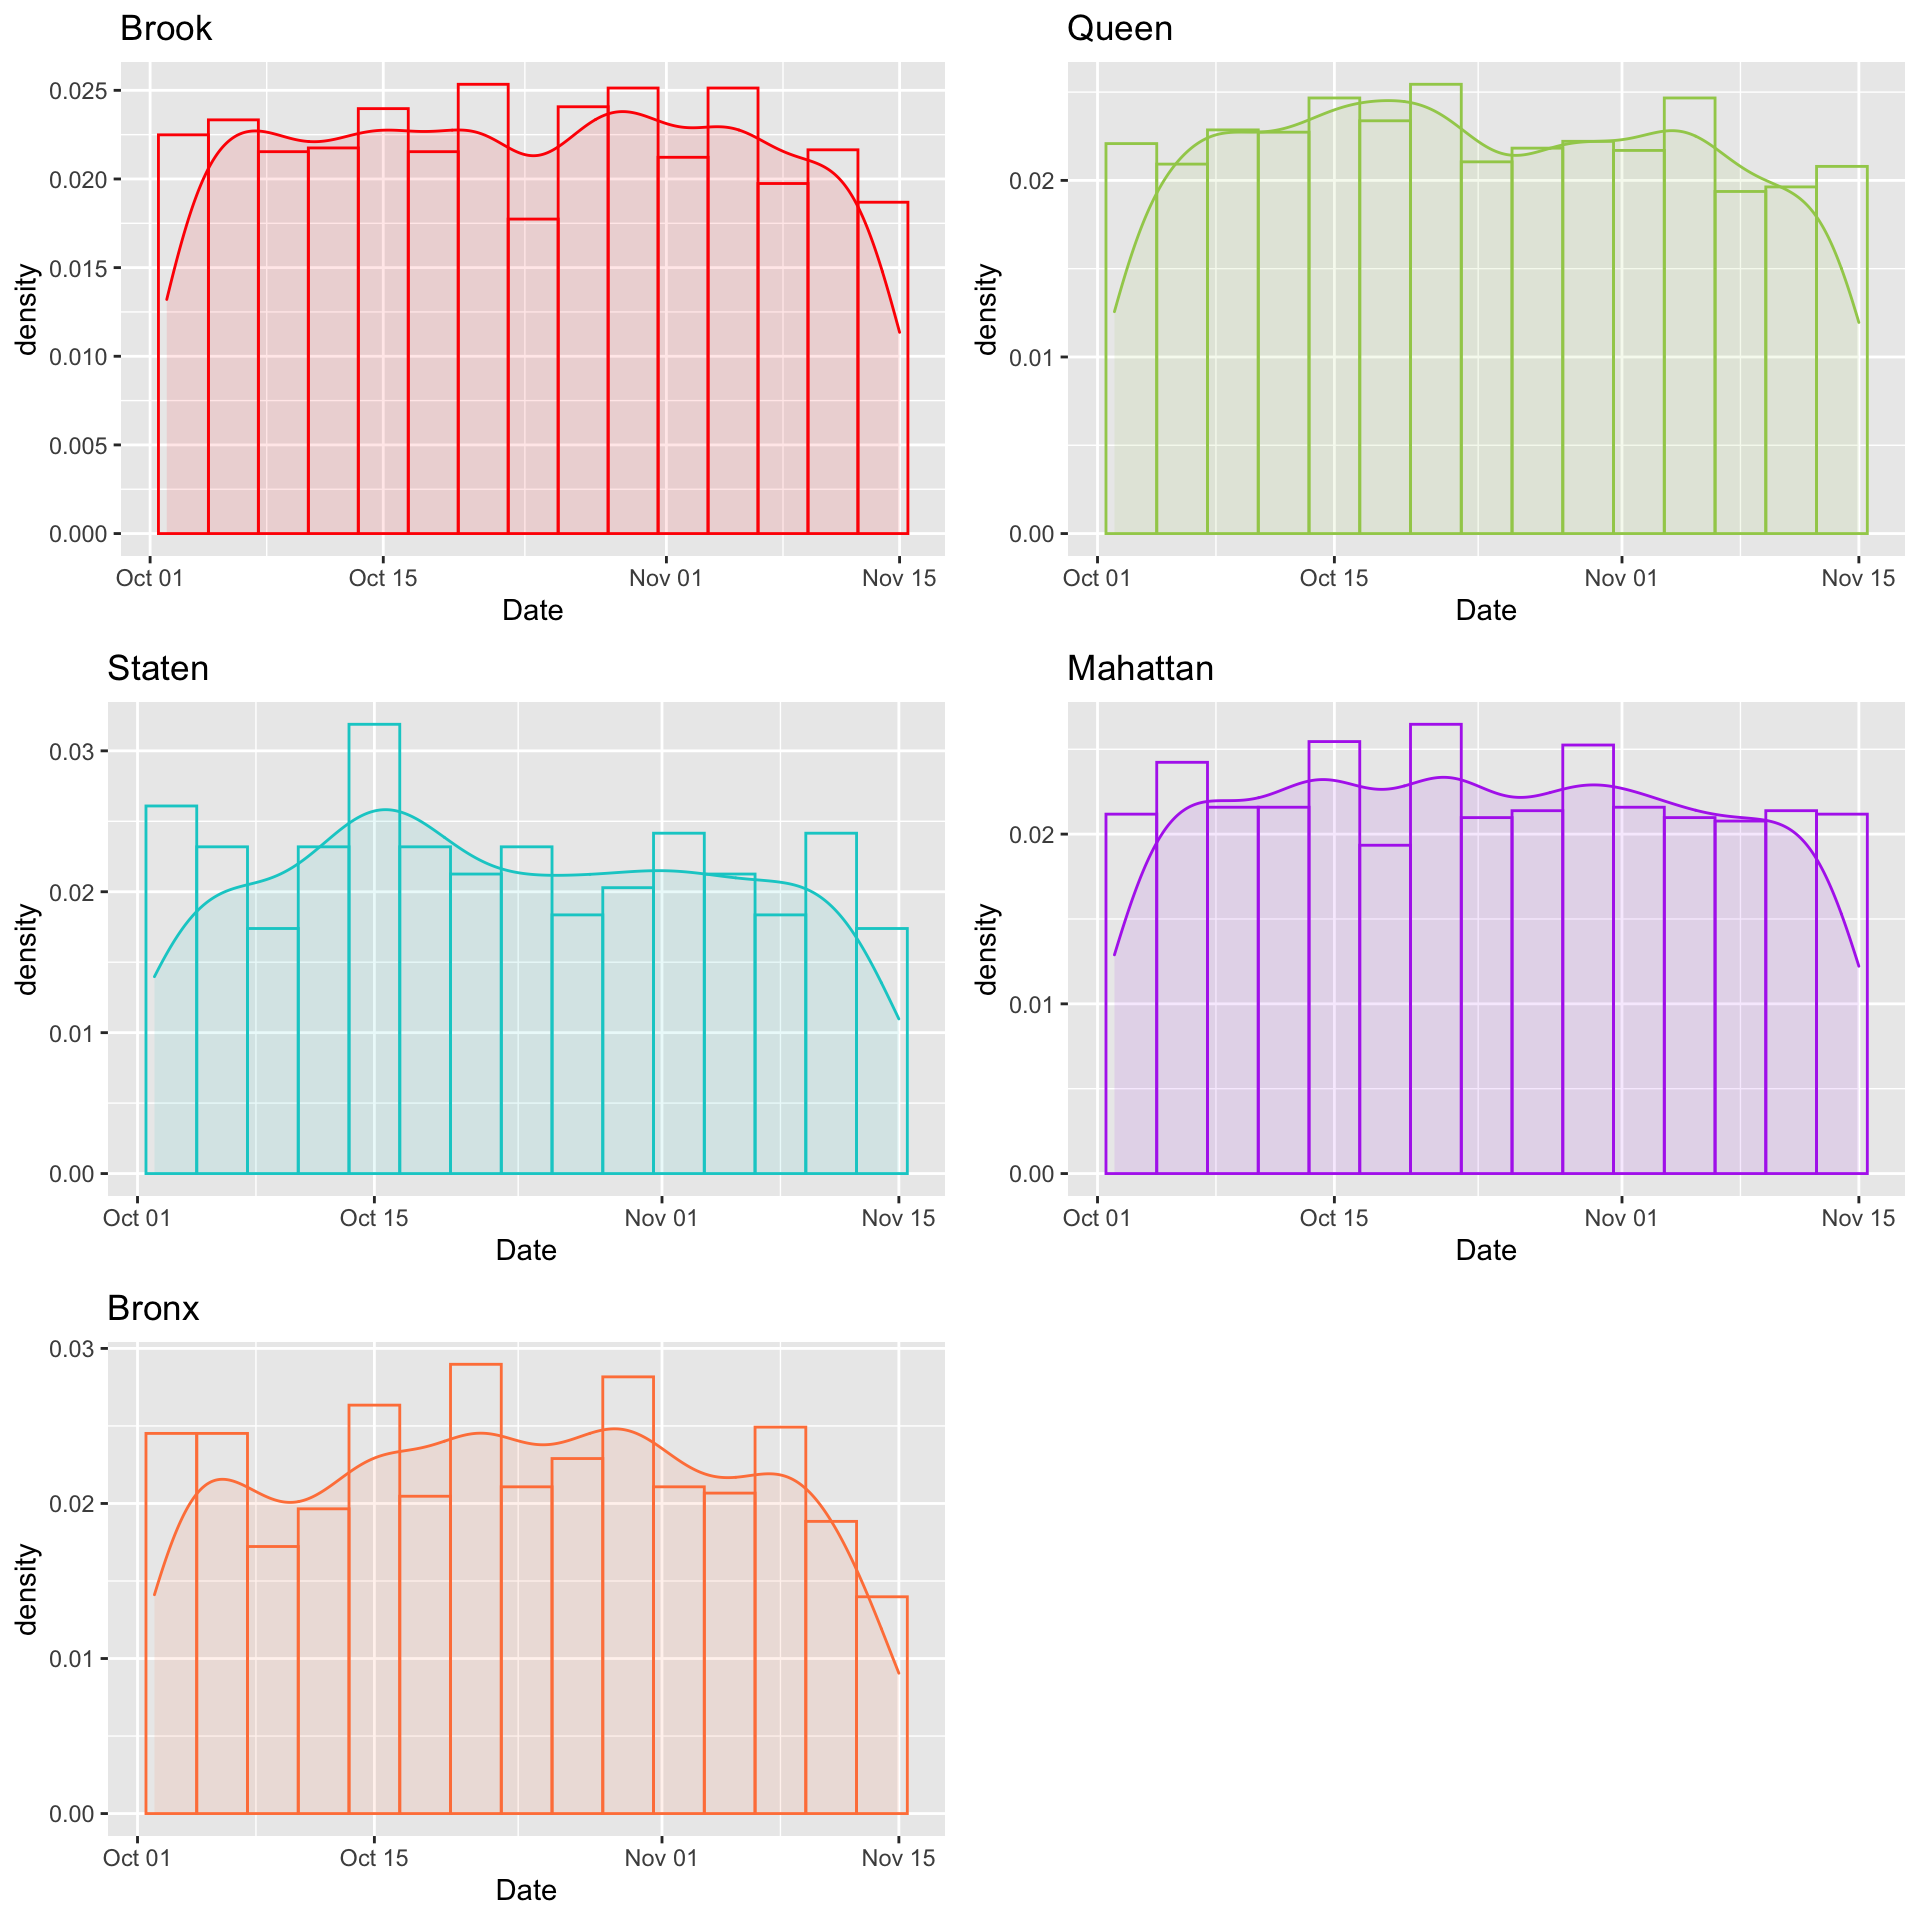 Brook
density
0.025
0.020
0.015
0.010
0.005
0.000
Oct 01 Oct 15 Nov 01 Nov 15
Date
Queen
density
0.02
0.01
0.00
Oct 01 Oct 15 Nov 01 Nov 15
Date
Staten
density
0.03
0.02
0.01
0.00
Oct 01 Oct 15 Nov 01 Nov 15
Date
Mahattan
density
0.02
0.01
0.00
Oct 01 Oct 15 Nov 01 Nov 15
Date
Bronx
density
0.03
0.02
0.01
0.00
Oct 01 Oct 15 Nov 01 Nov 15
Date